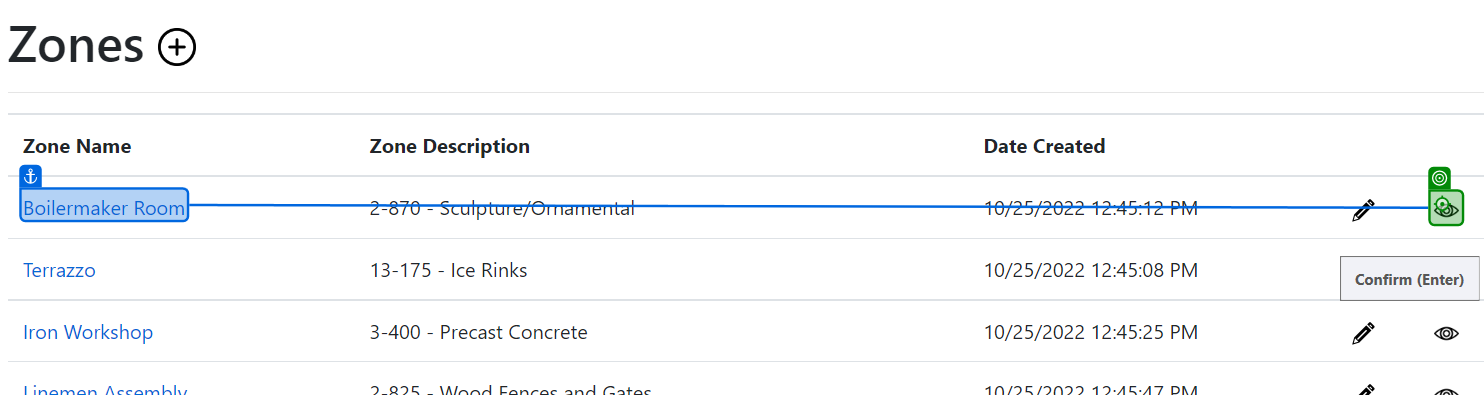 Zones
Zone Name Zone Description Date Created
Boilermaker Room 2-870 - Sculpture/Ornamental 10/25/2022 12:45:12 PM
Terrazzo 13-175 - Ice Rinks 10/25/2022 12:45:08 PM
Confirm (Enter)
Iron Workshop 3-400 - Precast Concrete 10/25/2022 12:45:25 PM
Linemen Assembly 2-825 - Wood Fences and Gates 10/25/2022 12:45:47 PM